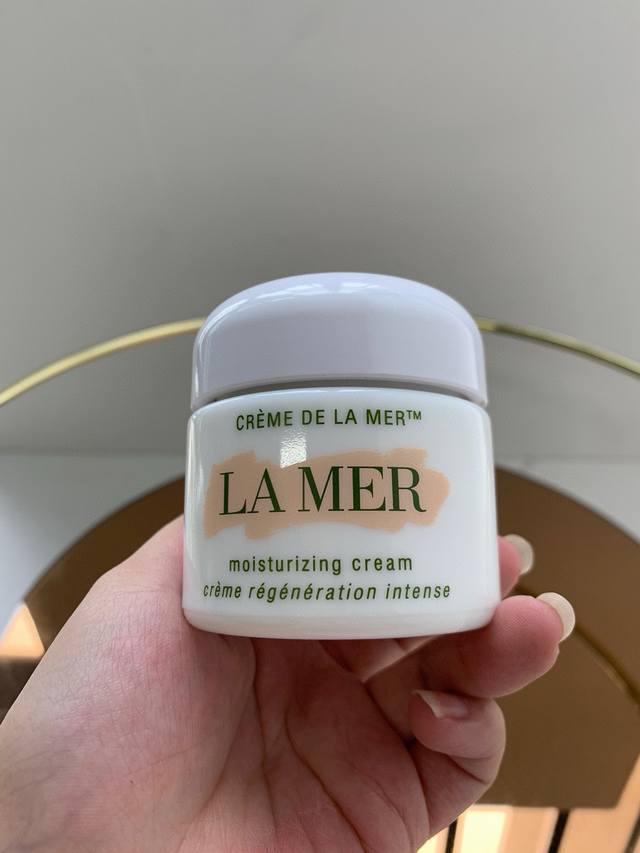 CRÈME DE LA MER™
LA MER
moisturizing cream
crème régénération intense